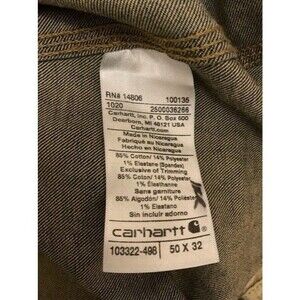 RN# 14806 100135
1020 2500036266
Carhartt, Inc. P.O. Box 600
Dearborn, MI 48121 USA
Carhartt.com
Made in Nicaragua
Fabriqué au Nicaragua
Hecho en Nicaragua
85% Cotton/ 14% Polyester
1% Elastane (Spandex)
Exclusive of Trimming
85% Coton/ 14% Polyester
1% Élasthanne
Sans garniture
85% Algodón/ 14% Poliéster
1% Elastano
Sin incluir adorno
carhartt
103322-498 50 X 32